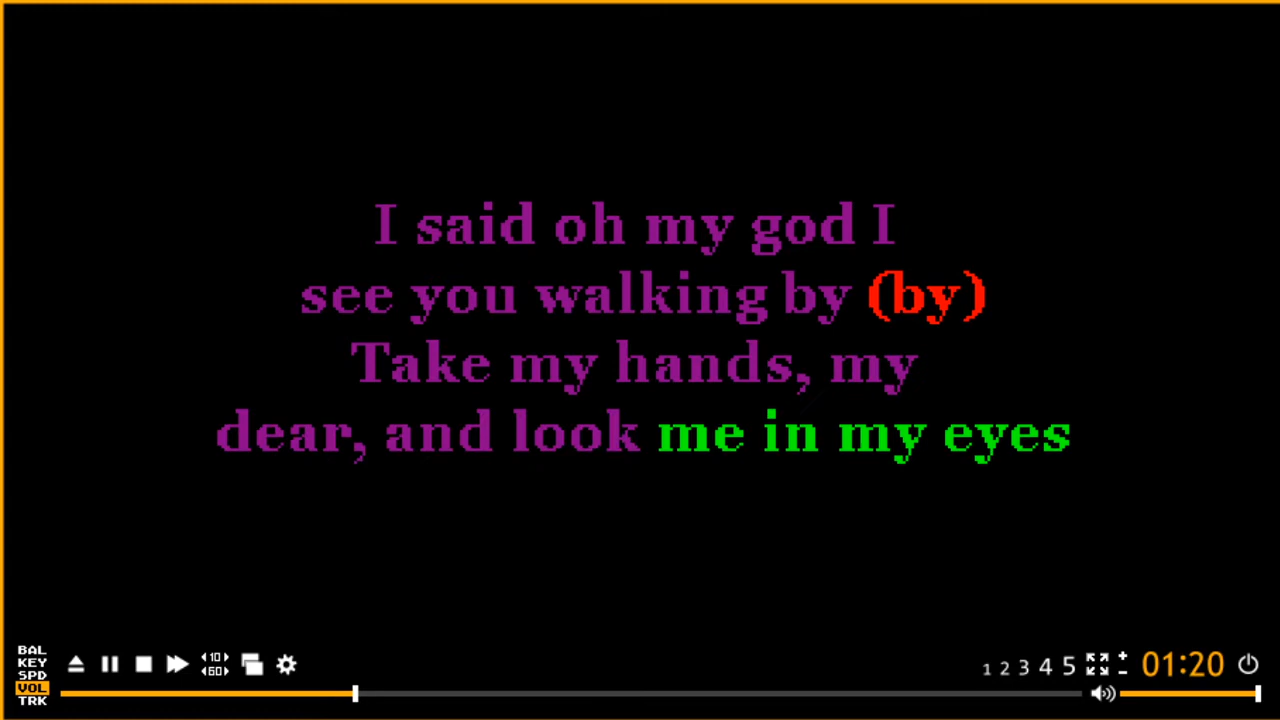 I said oh my god I
see you walking by (by)
Take my hands, my
dear, and look me in my eyes
BAL
KEY
SPD
VOL
TRK
10
60
1 2 3 4 5
+
-
01:20